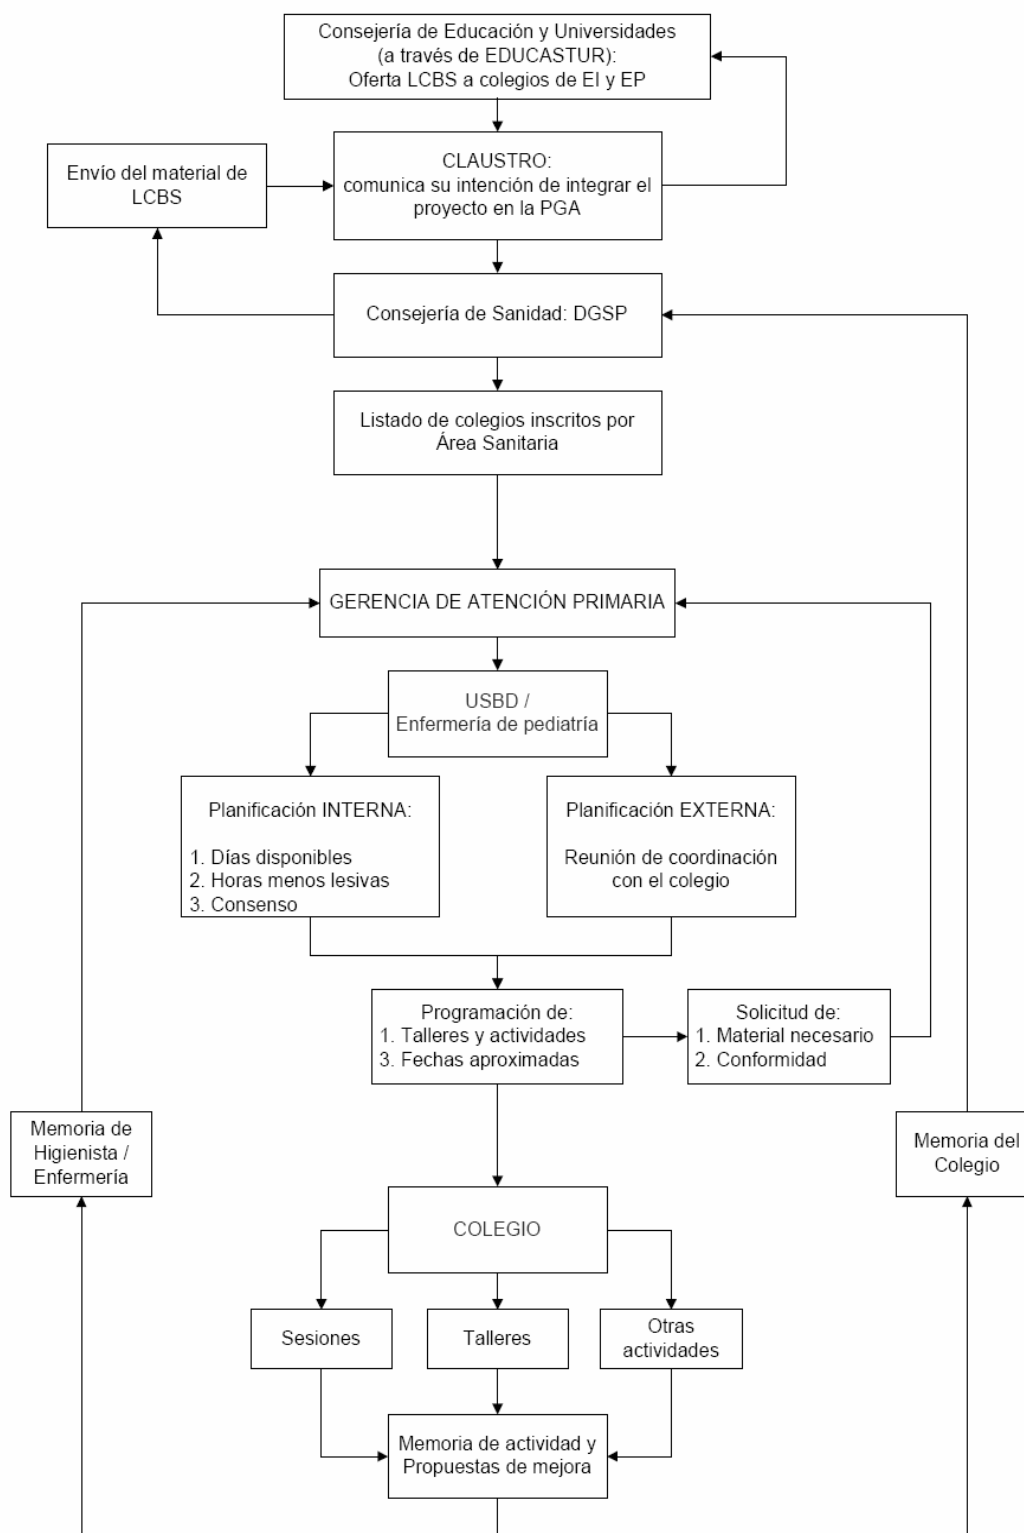 Consejería de Educación y Universidades
(a través de EDUCASTUR):
Oferta LCBS a colegios de EI y EP
Envío del material de
LCBS
CLAUSTRO:
comunica su intención de integrar el
proyecto en la PGA
Consejería de Sanidad: DGSP
Listado de colegios inscritos por
Área Sanitaria
GERENCIA DE ATENCIÓN PRIMARIA
USBD /
Enfermería de pediatría
Planificación INTERNA:
1. Días disponibles
2. Horas menos lesivas
3. Consenso
Planificación EXTERNA:
Reunión de coordinación
con el colegio
Programación de:
1. Talleres y actividades
3. Fechas aproximadas
Solicitud de:
1. Material necesario
2. Conformidad
Memoria de
Higienista /
Enfermería
Memoria del
Colegio
COLEGIO
Sesiones
Talleres
Otras
actividades
Memoria de actividad y
Propuestas de mejora